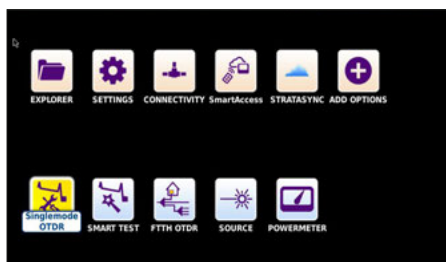 EXPLORER SETTINGS CONNECTIVITY SmartAccess STRATASYNC ADD OPTIONS
Singlemode
OTDR SMART TEST FTTH OTDR SOURCE POWERMETER